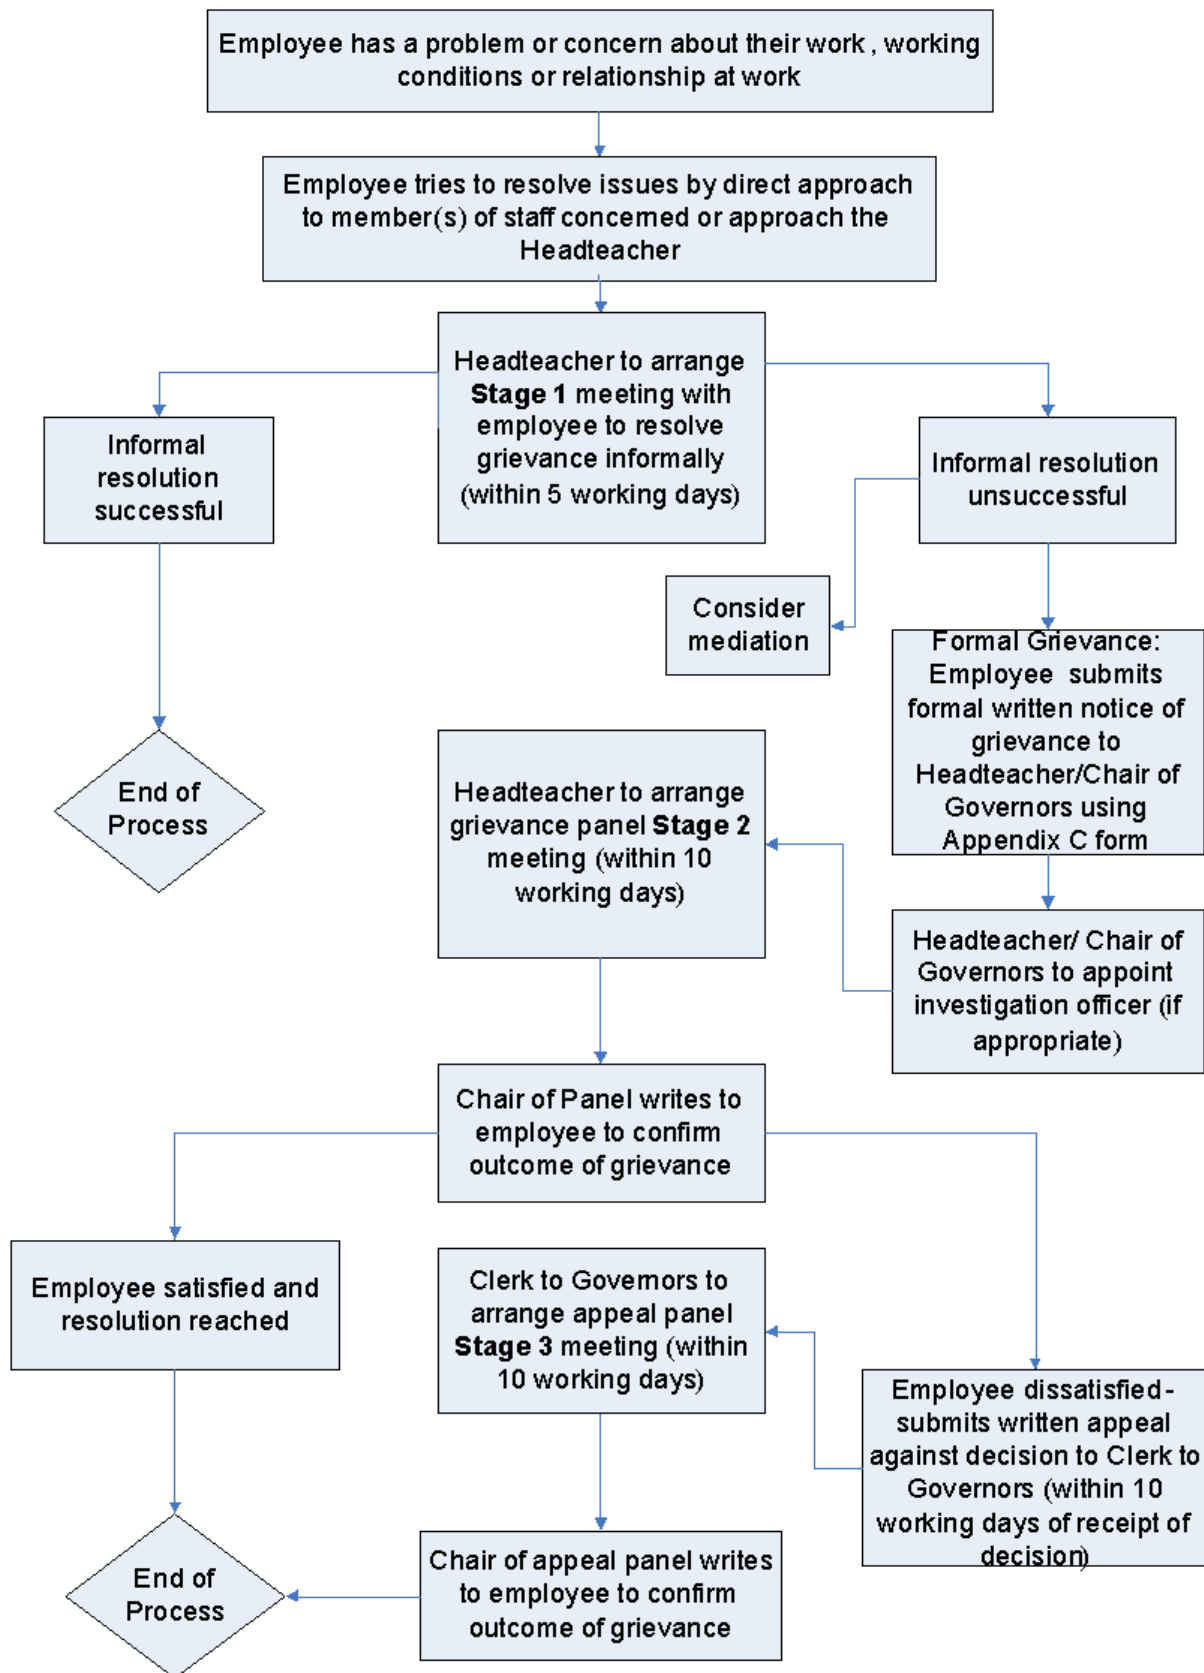 Employee has a problem or concern about their work , working
conditions or relationship at work
Employee tries to resolve issues by direct approach
to member(s) of staff concerned or approach the
Headteacher
Headteacher to arrange
Stage 1 meeting with
employee to resolve
grievance informally
(within 5 working days)
Informal
resolution
successful
Informal resolution
unsuccessful
Consider
mediation
End of
Process
Formal Grievance:
Employee submits
formal written notice of
grievance to
Headteacher/Chair of
Governors using
Appendix C form
Headteacher/ Chair of
Governors to appoint
investigation officer (if
appropriate)
Headteacher to arrange
grievance panel Stage 2
meeting (within 10
working days)
Chair of Panel writes to
employee to confirm
outcome of grievance
Employee satisfied and
resolution reached
Employee dissatisfied-
submits written appeal
against decision to Clerk to
Governors (within 10
working days of receipt of
decision)
Clerk to Governors to
arrange appeal panel
Stage 3 meeting (within
10 working days)
Chair of appeal panel writes
to employee to confirm
outcome of grievance
End of
Process